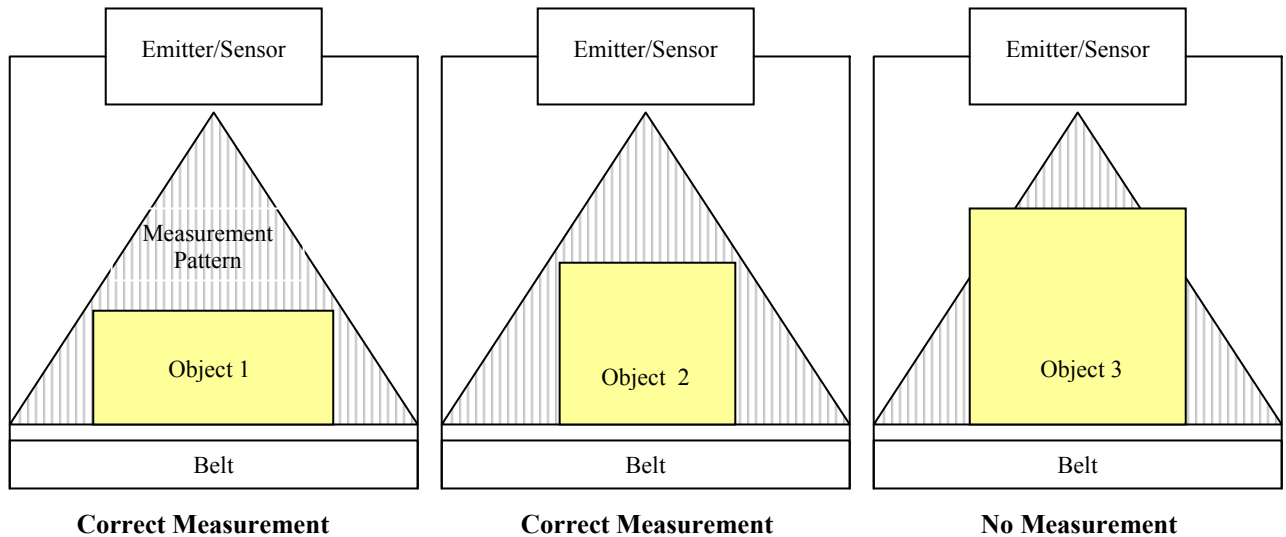 Emitter/Sensor
Measurement
Pattern
Object 1
Belt
Correct Measurement
Emitter/Sensor
Object 2
Belt
Correct Measurement
Emitter/Sensor
Object 3
Belt
No Measurement